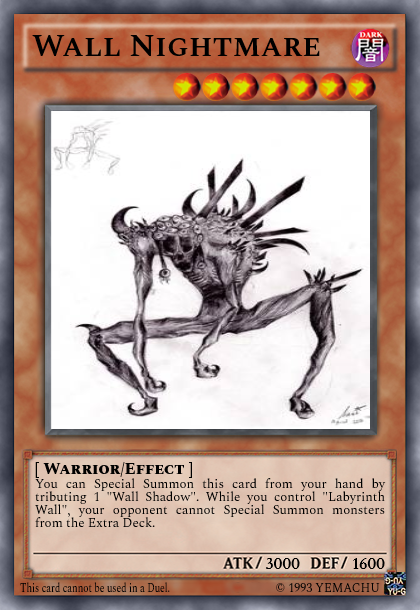 Wall Nightmare
DARK
闇
[ Warrior/Effect ]
You can Special Summon this card from your hand by
tributing 1 "Wall Shadow". While you control "Labyrinth
Wall", your opponent cannot Special Summon monsters
from the Extra Deck.
ATK / 3000 DEF / 1600
This card cannot be used in a Duel.
© 1993 YEMACHU